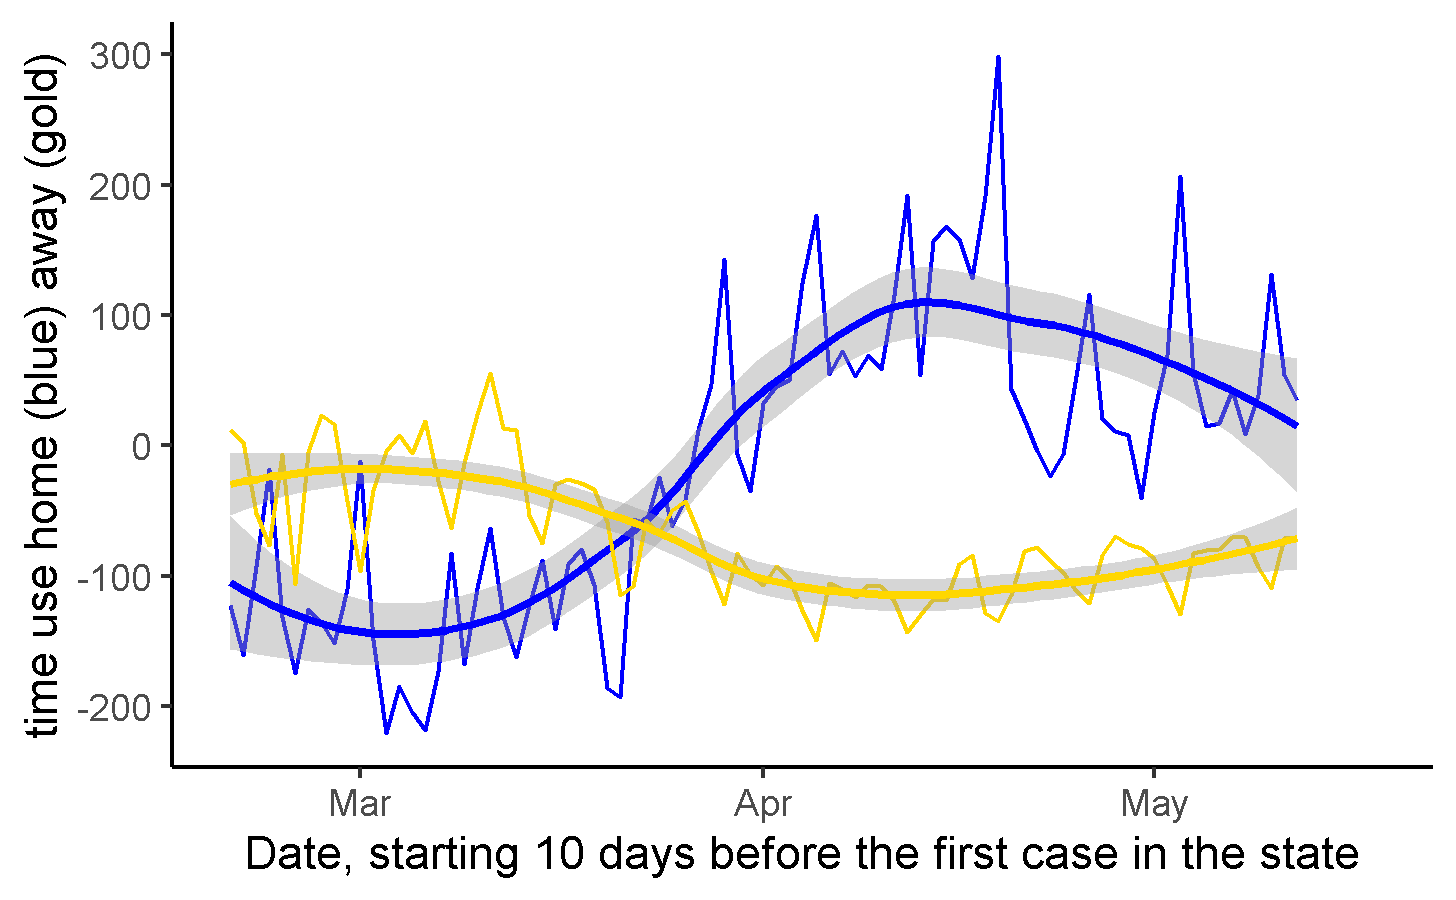 time use home (blue) away (gold)
300
200
100
0
-100
-200
Mar
Apr
May
Date, starting 10 days before the first case in the state